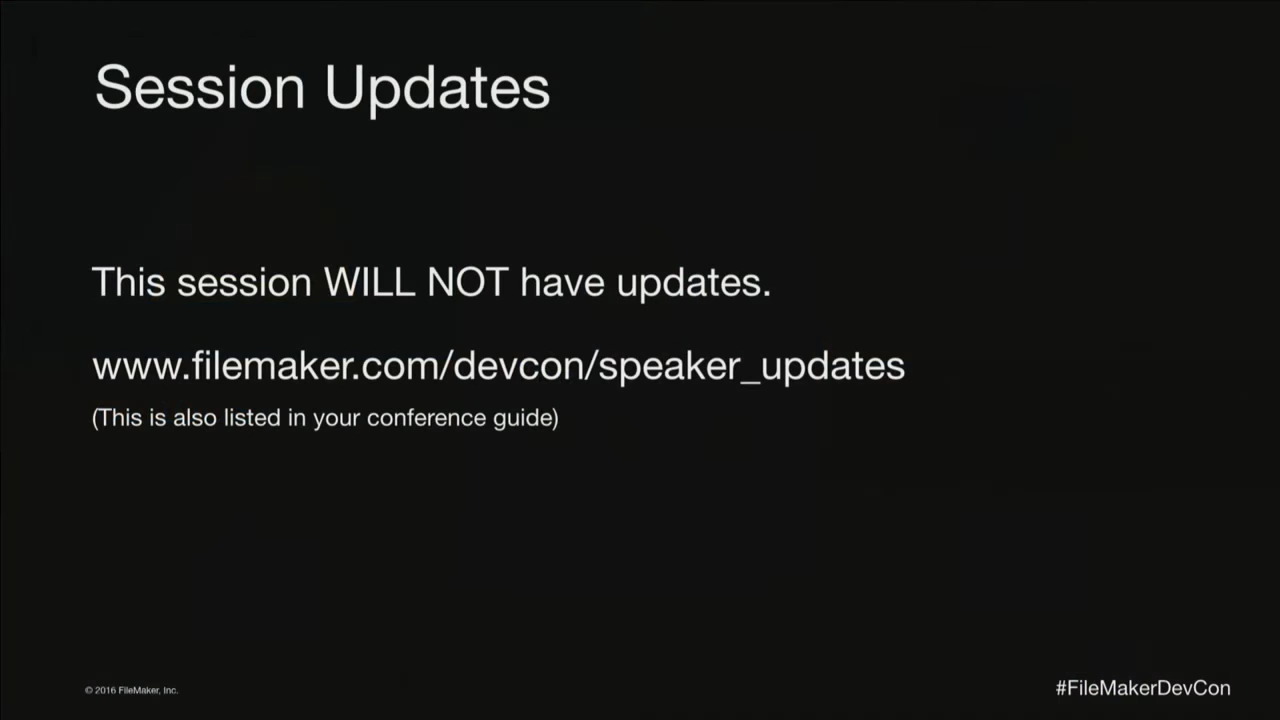 Session Updates
This session WILL NOT have updates.
www.filemaker.com/devcon/speaker_updates
(This is also listed in your conference guide)
© 2016 FileMaker, Inc.
#FileMakerDevCon